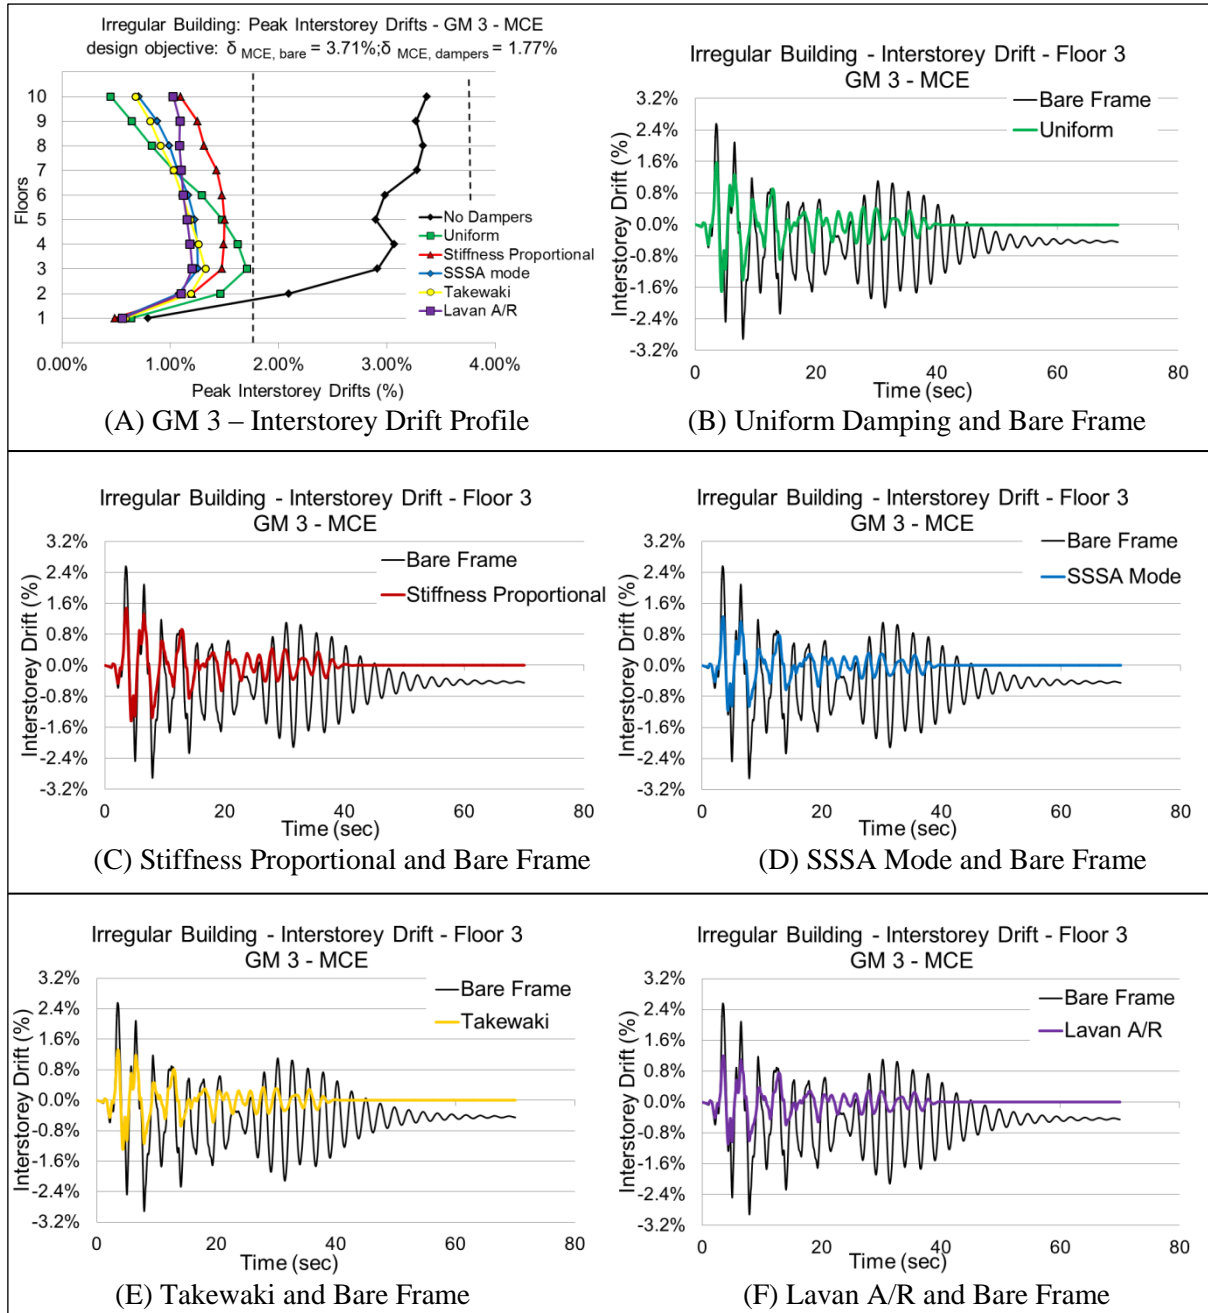 Irregular Building: Peak Interstorey Drifts - GM 3 - MCE
design objective: δ MCE, bare = 3.71%;δ MCE, dampers = 1.77%
Floors
10
9
8
7
6
5
4
3
2
1
No Dampers
Uniform
Stiffness Proportional
SSSA mode
Takewaki
Lavan A/R
0.00% 1.00% 2.00% 3.00% 4.00%
Peak Interstorey Drifts (%)
(A) GM 3 – Interstorey Drift Profile
Irregular Building - Interstorey Drift - Floor 3
GM 3 - MCE
Interstorey Drift (%)
3.2%
2.4%
1.6%
0.8%
0.0%
-0.8%
-1.6%
-2.4%
-3.2%
Bare Frame
Uniform
0 20 40 60 80
Time (sec)
(B) Uniform Damping and Bare Frame
Irregular Building - Interstorey Drift - Floor 3
GM 3 - MCE
Interstorey Drift (%)
3.2%
2.4%
1.6%
0.8%
0.0%
-0.8%
-1.6%
-2.4%
-3.2%
Bare Frame
Stiffness Proportional
0 20 40 60 80
Time (sec)
(C) Stiffness Proportional and Bare Frame
Irregular Building - Interstorey Drift - Floor 3
GM 3 - MCE
Interstorey Drift (%)
3.2%
2.4%
1.6%
0.8%
0.0%
-0.8%
-1.6%
-2.4%
-3.2%
Bare Frame
SSSA Mode
0 20 40 60 80
Time (sec)
(D) SSSA Mode and Bare Frame
Irregular Building - Interstorey Drift - Floor 3
GM 3 - MCE
Interstorey Drift (%)
3.2%
2.4%
1.6%
0.8%
0.0%
-0.8%
-1.6%
-2.4%
-3.2%
Bare Frame
Takewaki
0 20 40 60 80
Time (sec)
(E) Takewaki and Bare Frame
Irregular Building - Interstorey Drift - Floor 3
GM 3 - MCE
Interstorey Drift (%)
3.2%
2.4%
1.6%
0.8%
0.0%
-0.8%
-1.6%
-2.4%
-3.2%
Bare Frame
Lavan A/R
0 20 40 60 80
Time (sec)
(F) Lavan A/R and Bare Frame